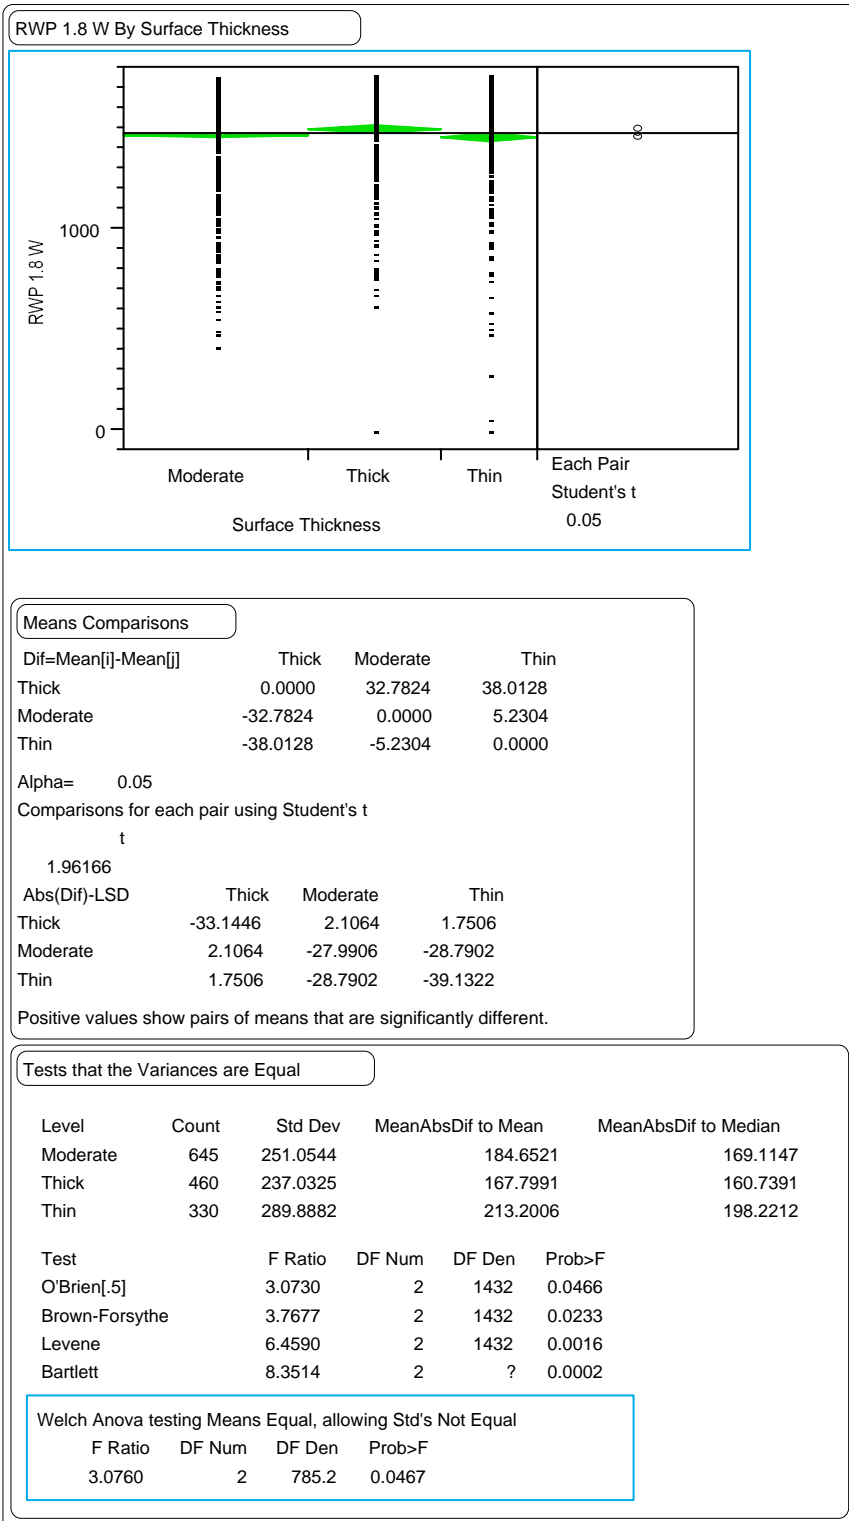 RWP 1.8 W By Surface Thickness
RWP 1.8 W
1000
0
Moderate Thick Thin Each Pair
Student's t
0.05
Surface Thickness
Means Comparisons
Dif=Mean[i]-Mean[j] Thick Moderate Thin
Thick 0.0000 32.7824 38.0128
Moderate -32.7824 0.0000 5.2304
Thin -38.0128 -5.2304 0.0000
Alpha= 0.05
Comparisons for each pair using Student's t
t
1.96166
Abs(Dif)-LSD Thick Moderate Thin
Thick -33.1446 2.1064 1.7506
Moderate 2.1064 -27.9906 -28.7902
Thin 1.7506 -28.7902 -39.1322
Positive values show pairs of means that are significantly different.
Tests that the Variances are Equal
Level Count Std Dev MeanAbsDif to Mean MeanAbsDif to Median
Moderate 645 251.0544 184.6521 169.1147
Thick 460 237.0325 167.7991 160.7391
Thin 330 289.8882 213.2006 198.2212
Test F Ratio DF Num DF Den Prob>F
O'Brien[.5] 3.0730 2 1432 0.0466
Brown-Forsythe 3.7677 2 1432 0.0233
Levene 6.4590 2 1432 0.0016
Bartlett 8.3514 2 ? 0.0002
Welch Anova testing Means Equal, allowing Std's Not Equal
F Ratio DF Num DF Den Prob>F
3.0760 2 785.2 0.0467